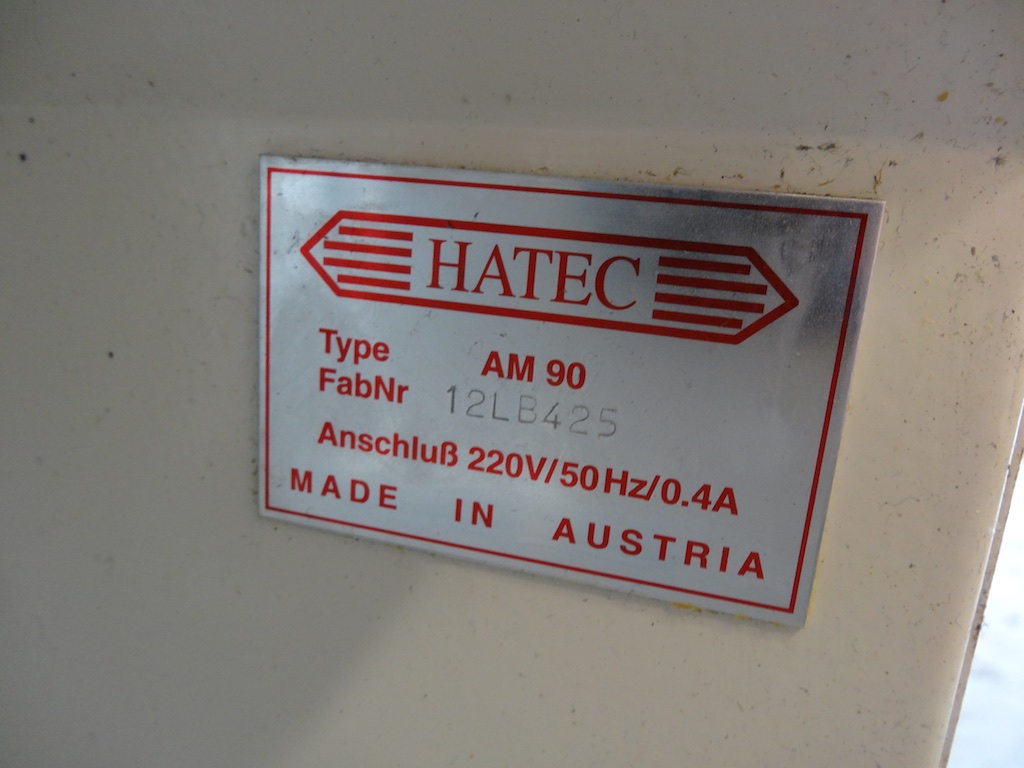 HATEC
Type AM 90
FabNr 12LB425
Anschluß 220V/50Hz/0.4A
MADE IN AUSTRIA